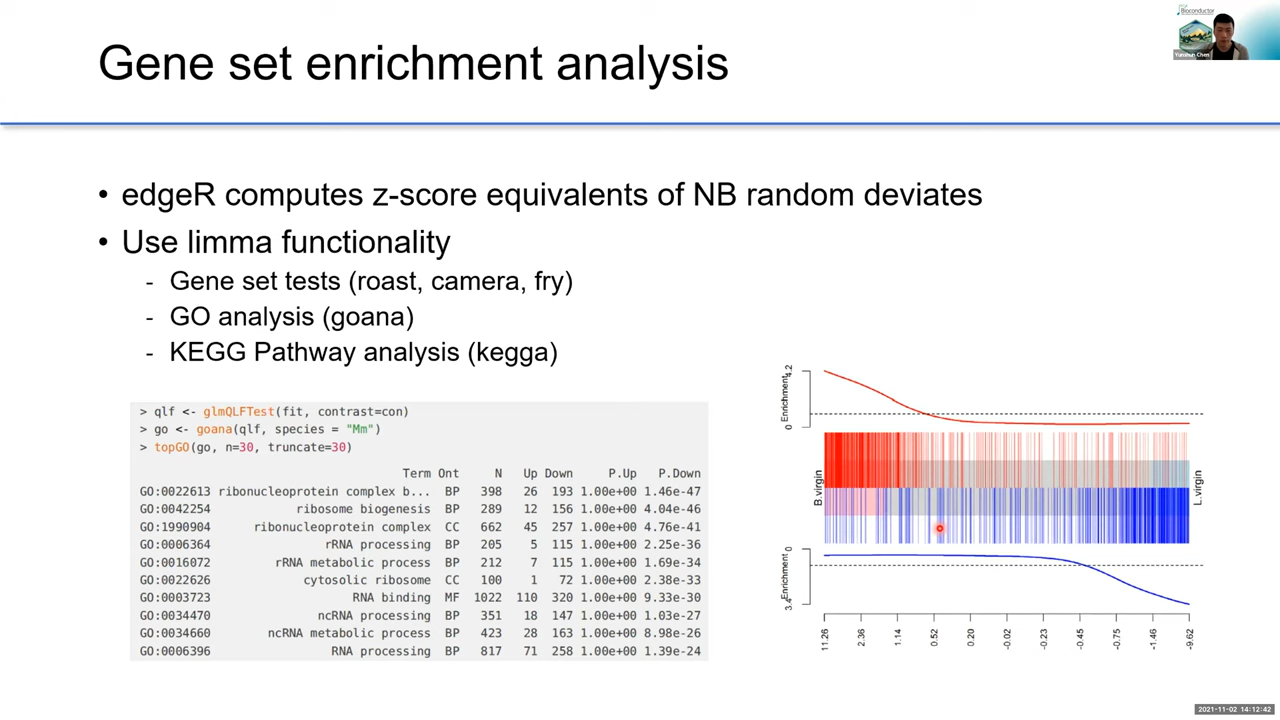 Bioconductor
Yunshun Chen
Gene set enrichment analysis
• edgeR computes z-score equivalents of NB random deviates
• Use limma functionality
- Gene set tests (roast, camera, fry)
- GO analysis (goana)
- KEGG Pathway analysis (kegga)
> qlf <- glmQLFTest(fit, contrast=con)
> go <- goana(qlf, species = "Mm")
> topGO(go, n=30, truncate=30)
Term Ont N Up Down P.Up P.Down
GO:0022613 ribonucleoprotein complex b... BP 398 26 193 1.00e+00 1.46e-47
GO:0042254 ribosome biogenesis BP 289 12 156 1.00e+00 4.04e-46
GO:1990904 ribonucleoprotein complex CC 662 45 257 1.00e+00 4.76e-41
GO:0006364 rRNA processing BP 205 5 115 1.00e+00 2.25e-36
GO:0016072 rRNA metabolic process BP 212 7 115 1.00e+00 1.69e-34
GO:0022626 cytosolic ribosome CC 100 1 72 1.00e+00 2.38e-33
GO:0003723 RNA binding MF 1022 110 320 1.00e+00 9.33e-30
GO:0034470 ncRNA processing BP 351 18 147 1.00e+00 1.03e-27
GO:0034660 ncRNA metabolic process BP 423 28 163 1.00e+00 8.98e-26
GO:0006396 RNA processing BP 817 71 258 1.00e+00 1.39e-24
0 Enrichment 4.2
B.virgin
L.virgin
3.4 Enrichment 0
11.26 2.36 1.14 0.52 0.20 -0.02 -0.23 -0.45 -0.75 -1.46 -9.62
2021-11-02 14:12:42